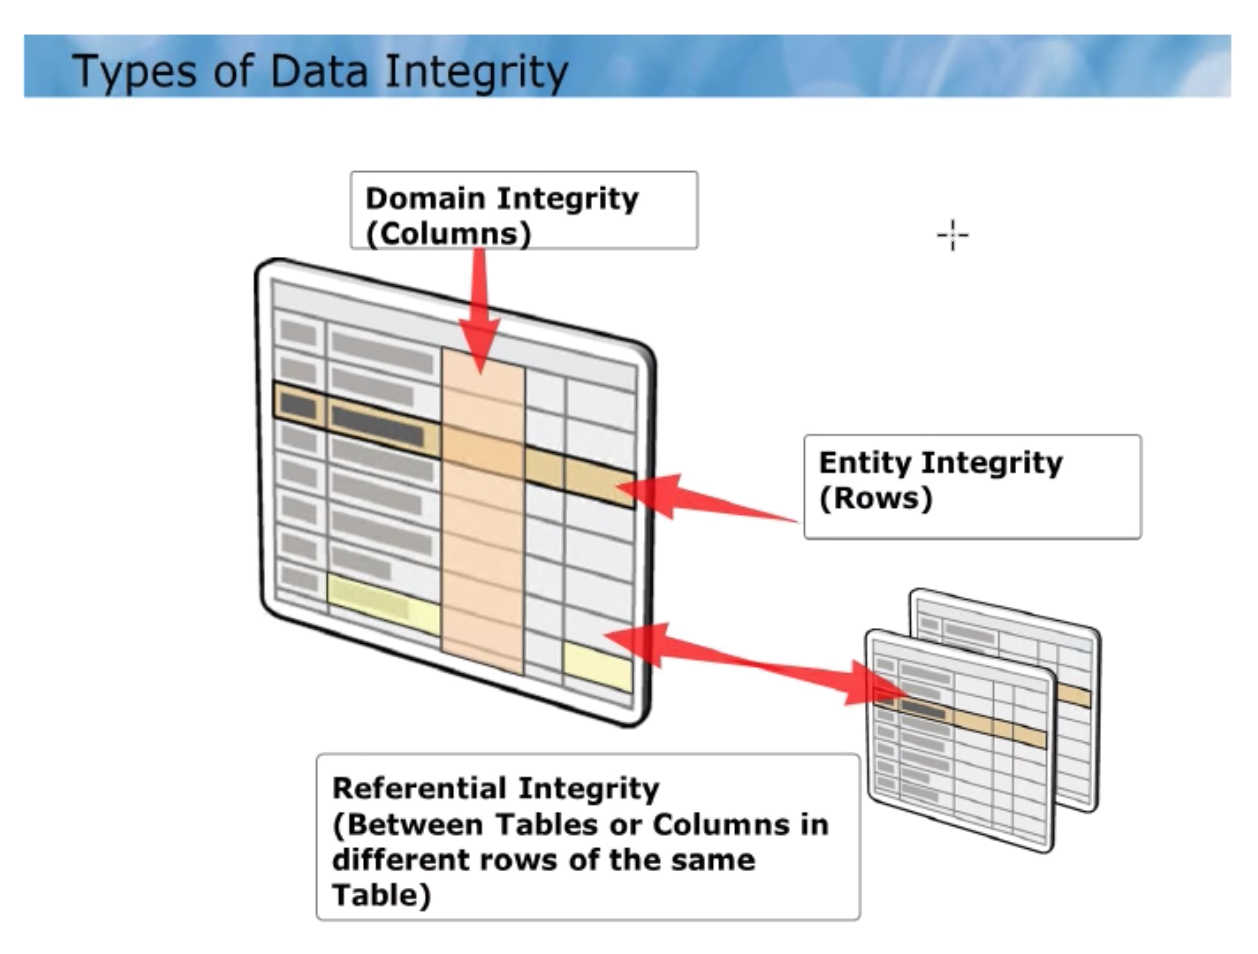 Types of Data Integrity
Domain Integrity
(Columns)
Entity Integrity
(Rows)
Referential Integrity
(Between Tables or Columns in
different rows of the same
Table)